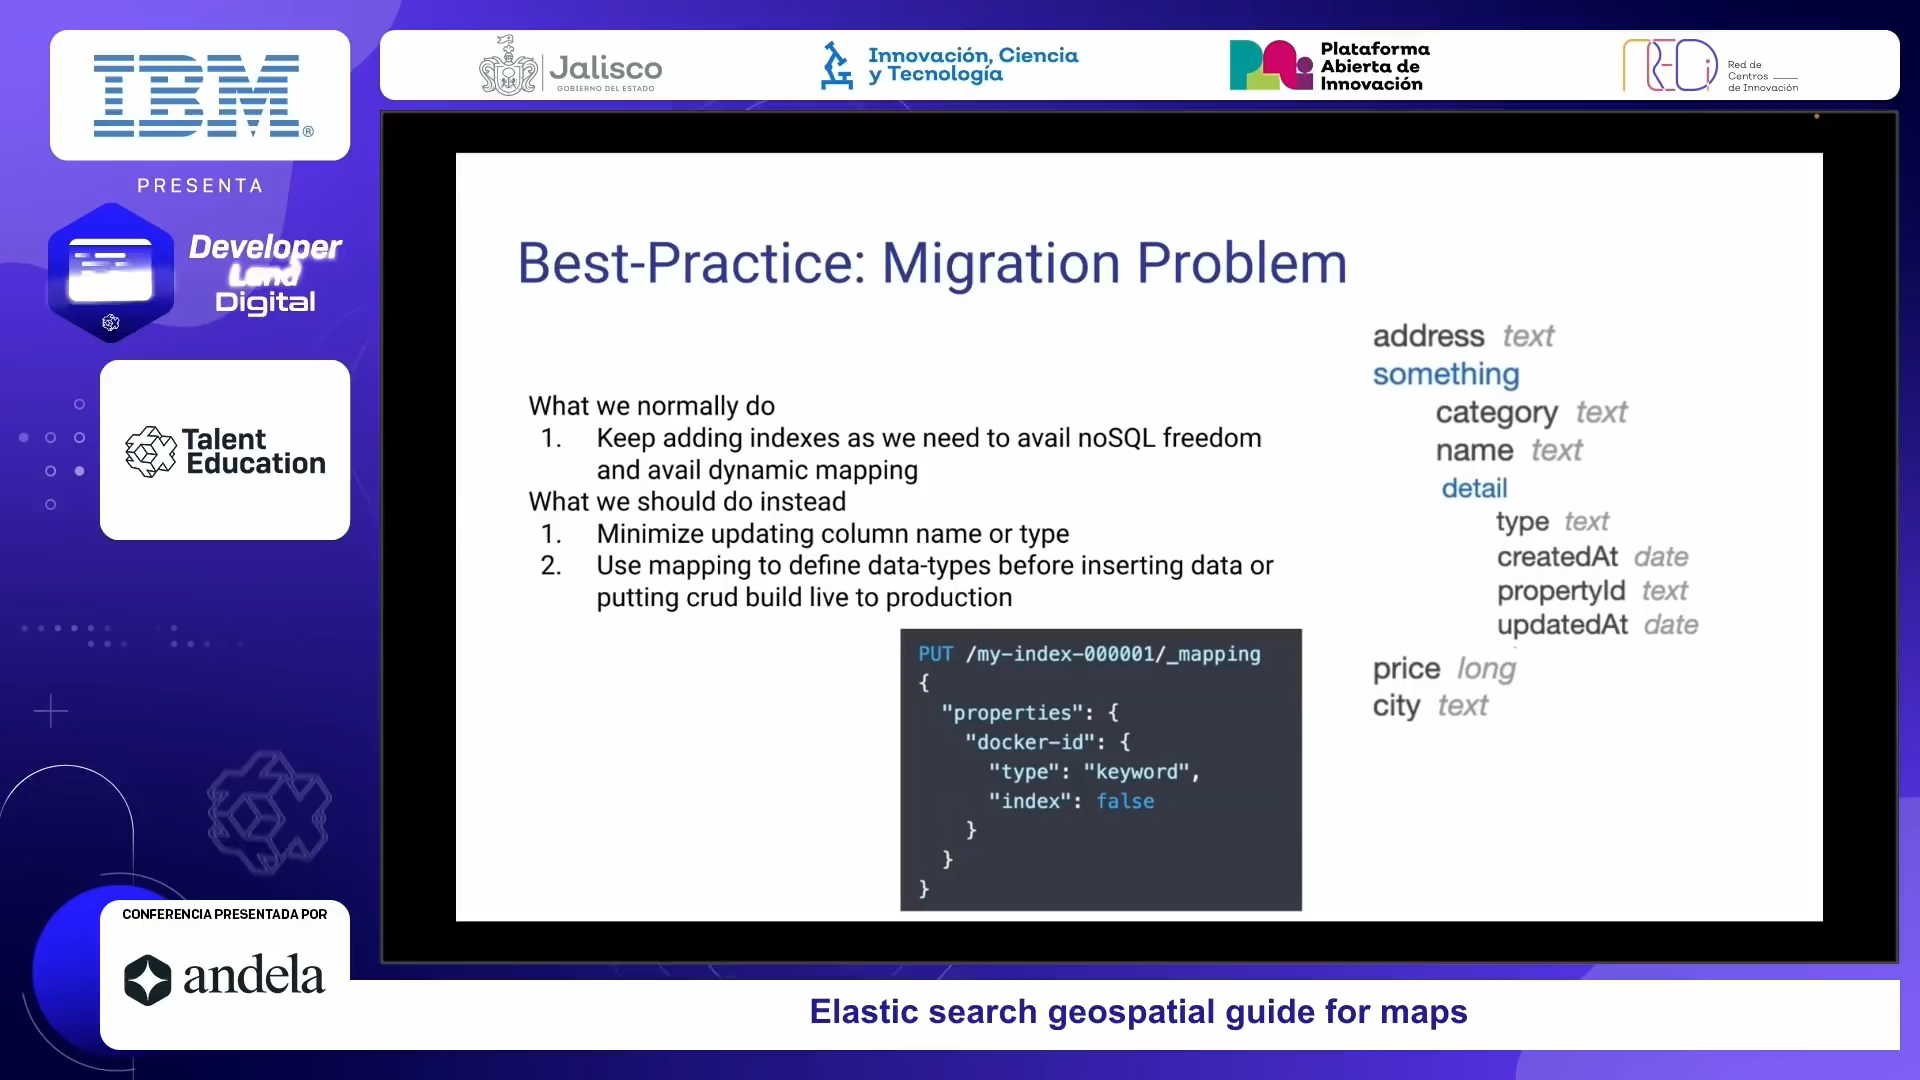 IBM®
PRESENTA
Developer
Land
Digital
Talent
Education
CONFERENCIA PRESENTADA POR
andela
Jalisco
GOBIERNO DEL ESTADO
Innovación, Ciencia
y Tecnología
Plataforma
Abierta de
Innovación
REDi
Red de
Centros
de Innovación
Best-Practice: Migration Problem
What we normally do
1. Keep adding indexes as we need to avail noSQL freedom
and avail dynamic mapping
What we should do instead
1. Minimize updating column name or type
2. Use mapping to define data-types before inserting data or
putting crud build live to production
PUT /my-index-000001/_mapping
{
"properties": {
"docker-id": {
"type": "keyword",
"index": false
}
}
}
address text
something
category text
name text
detail
type text
createdAt date
propertyId text
updatedAt date
price long
city text
Elastic search geospatial guide for maps